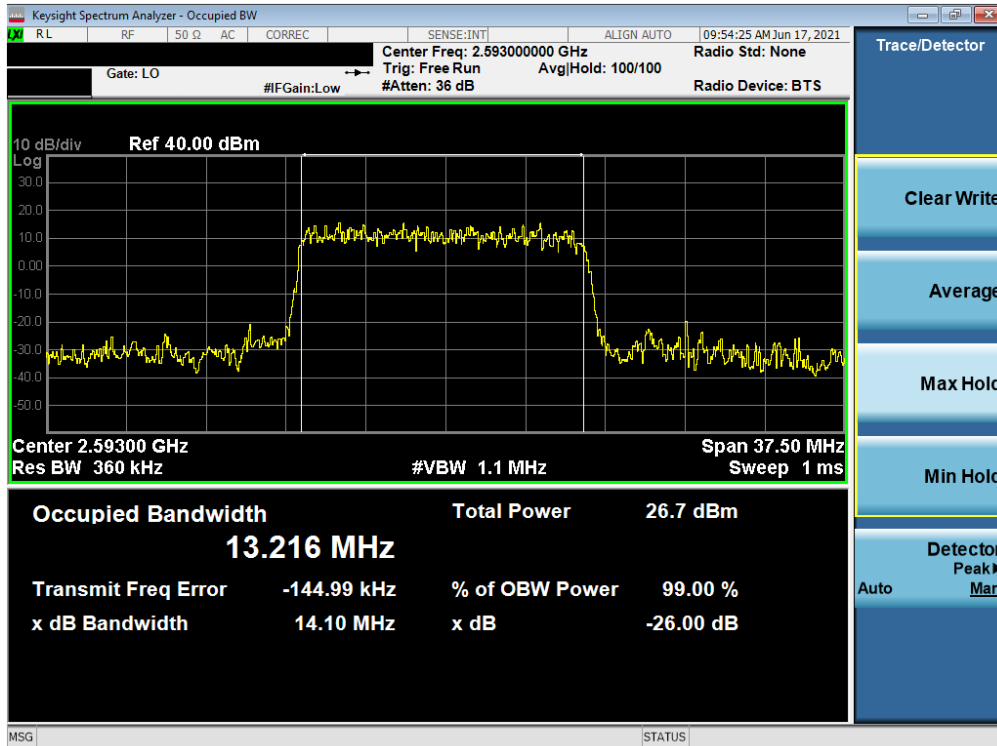 Keysight Spectrum Analyzer - Occupied BW
LXI RL RF 50 Ω AC CORREC SENSE:INT ALIGN AUTO 09:54:25 AM Jun 17, 2021
Center Freq: 2.593000000 GHz Radio Std: None
Gate: LO Trig: Free Run Avg|Hold: 100/100
#IFGain:Low #Atten: 36 dB Radio Device: BTS
10 dB/div Ref 40.00 dBm
Log
30.0
20.0
10.0
0.00
-10.0
-20.0
-30.0
-40.0
-50.0
Center 2.59300 GHz Span 37.50 MHz
Res BW 360 kHz #VBW 1.1 MHz Sweep 1 ms
Occupied Bandwidth Total Power 26.7 dBm
13.216 MHz
Transmit Freq Error -144.99 kHz % of OBW Power 99.00 %
x dB Bandwidth 14.10 MHz x dB -26.00 dB
MSG STATUS
Trace/Detector
Clear Write
Average
Max Hold
Min Hold
Detector
Peak
Auto Man